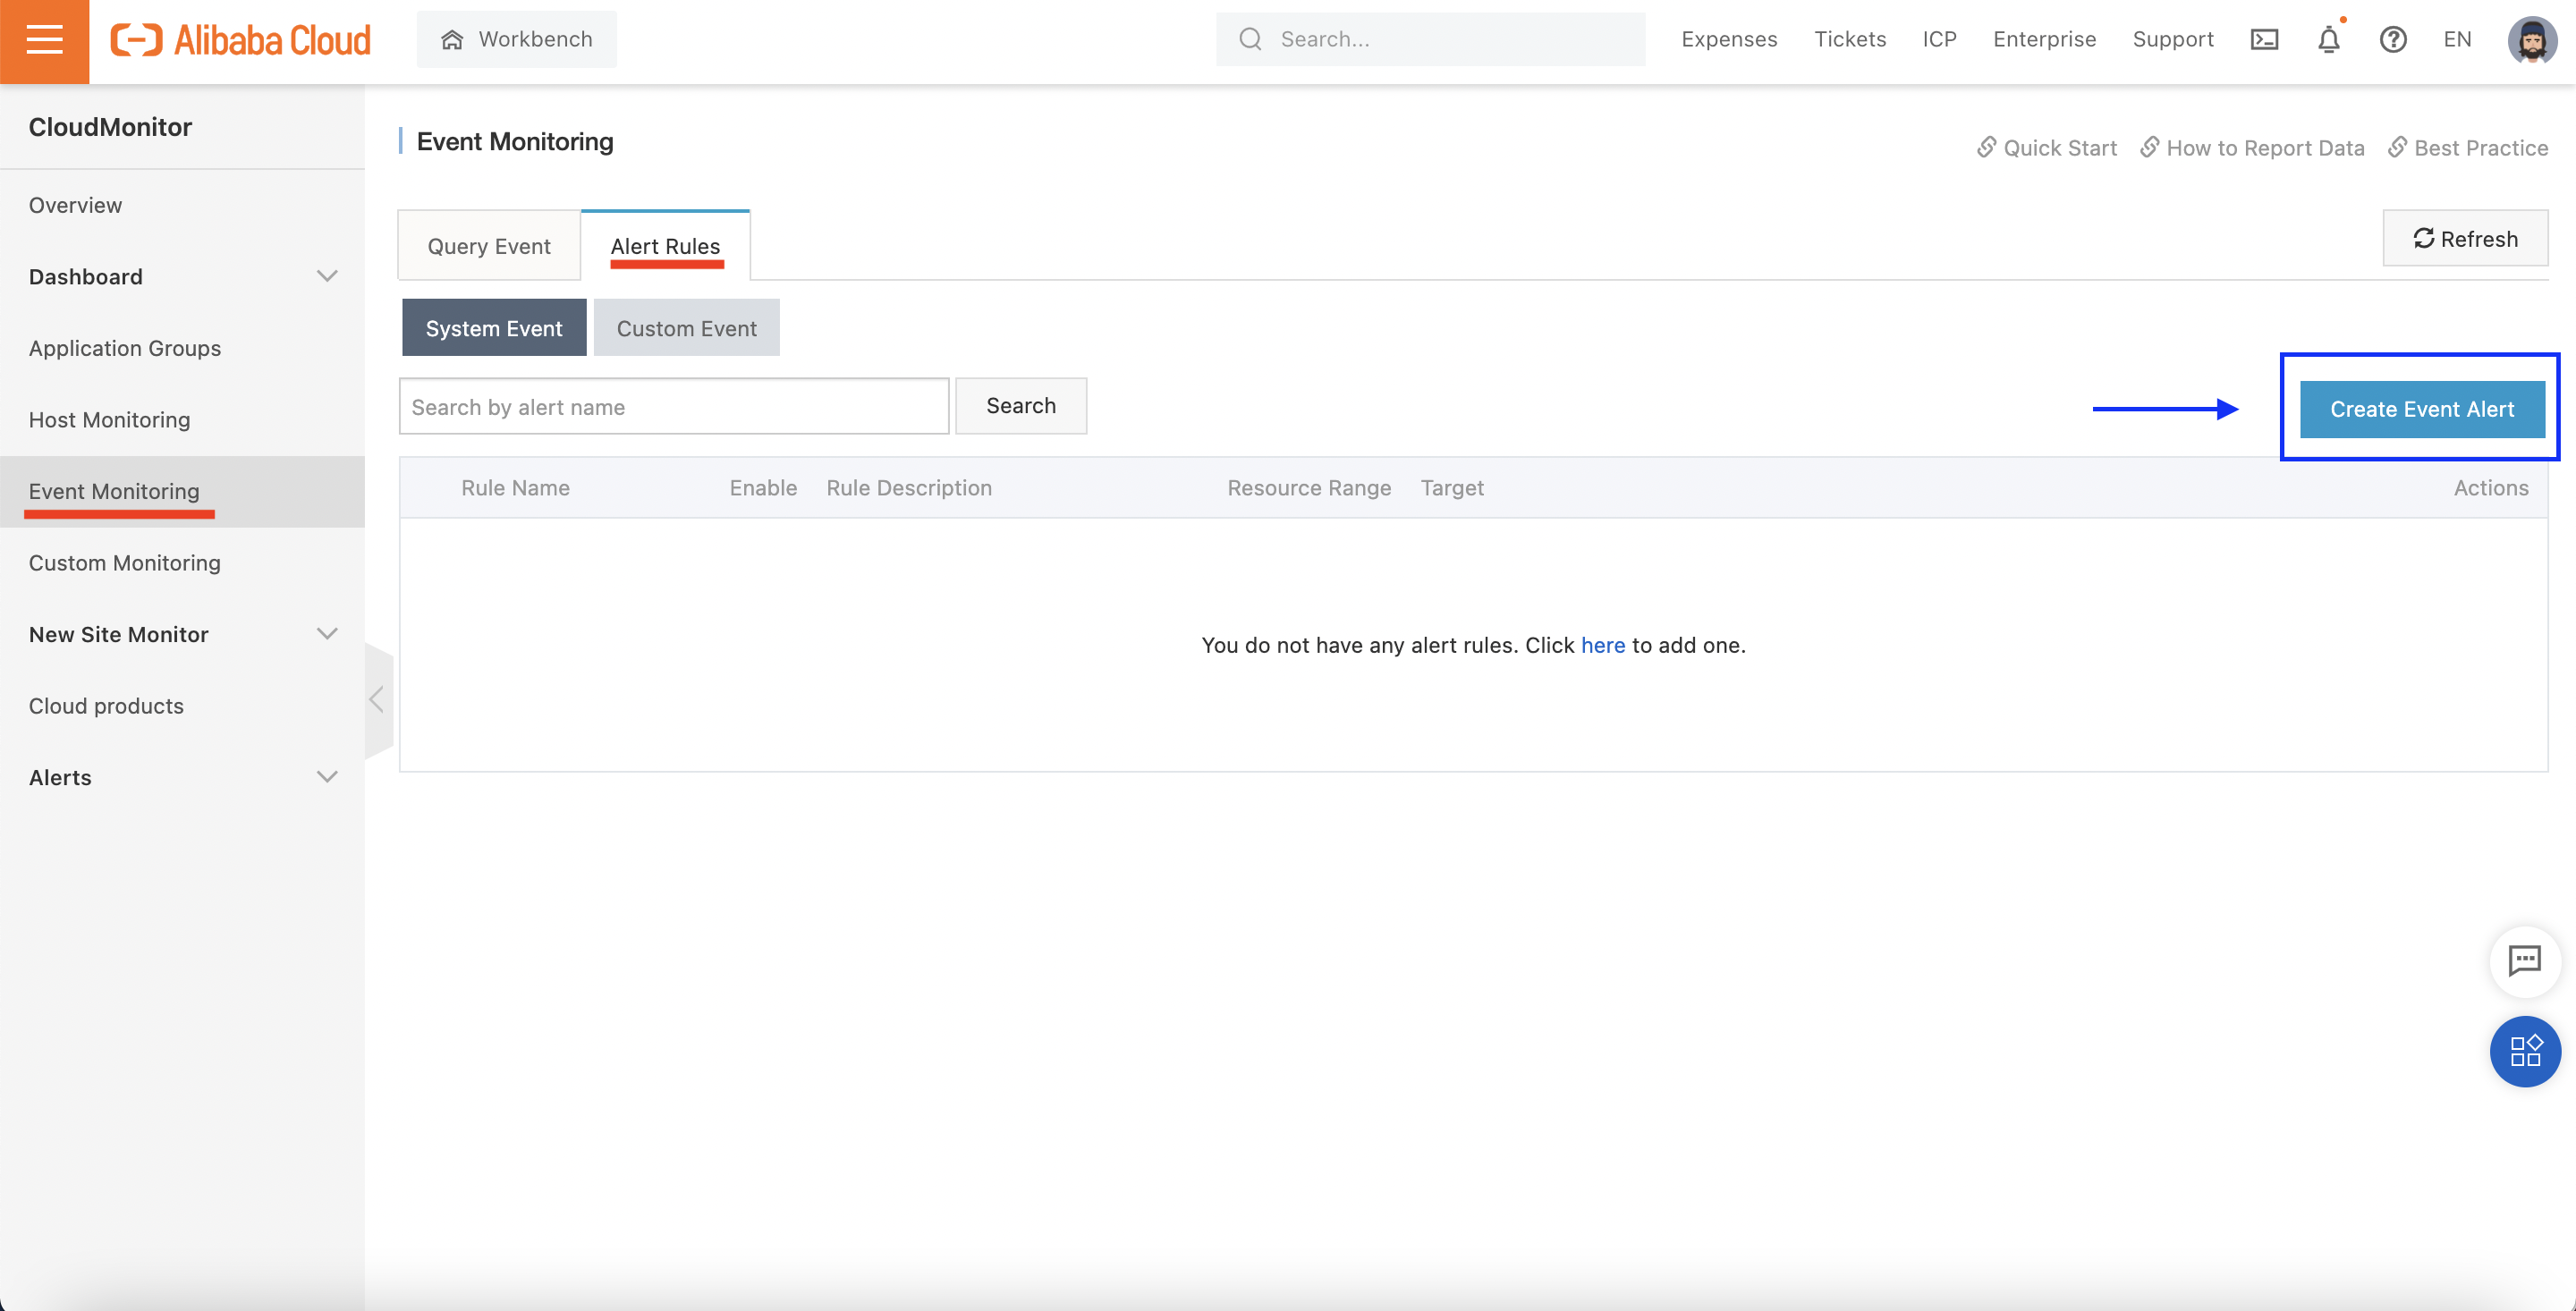 Alibaba Cloud
Workbench
Search...
Expenses
Tickets
ICP
Enterprise
Support
EN
CloudMonitor
Overview
Dashboard
Application Groups
Host Monitoring
Event Monitoring
Custom Monitoring
New Site Monitor
Cloud products
Alerts
Event Monitoring
Quick Start
How to Report Data
Best Practice
Query Event
Alert Rules
Refresh
System Event
Custom Event
Search by alert name
Search
Create Event Alert
Rule Name
Enable
Rule Description
Resource Range
Target
Actions
You do not have any alert rules. Click here to add one.